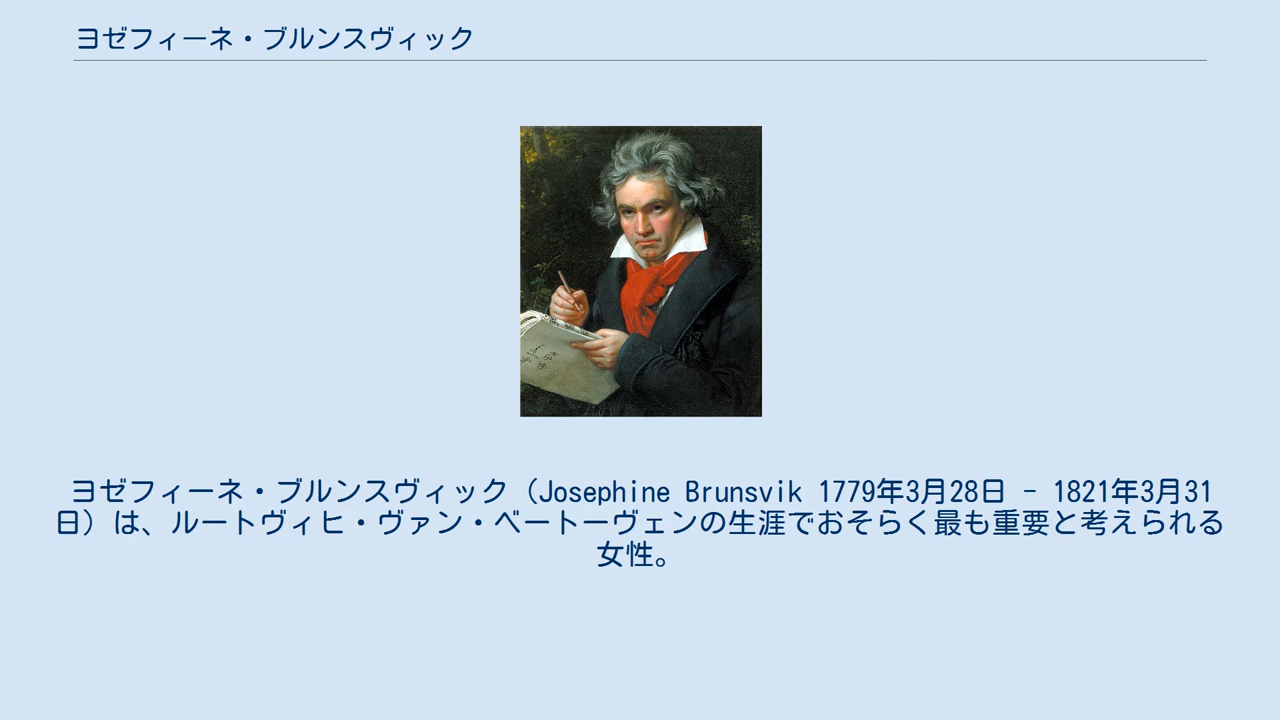 ヨゼフィーネ・ブルンスヴィック
ヨゼフィーネ・ブルンスヴィック（Josephine Brunsvik 1779年3月28日 – 1821年3月31
日）は、ルートヴィヒ・ヴァン・ベートーヴェンの生涯でおそらく最も重要と考えられる
女性。